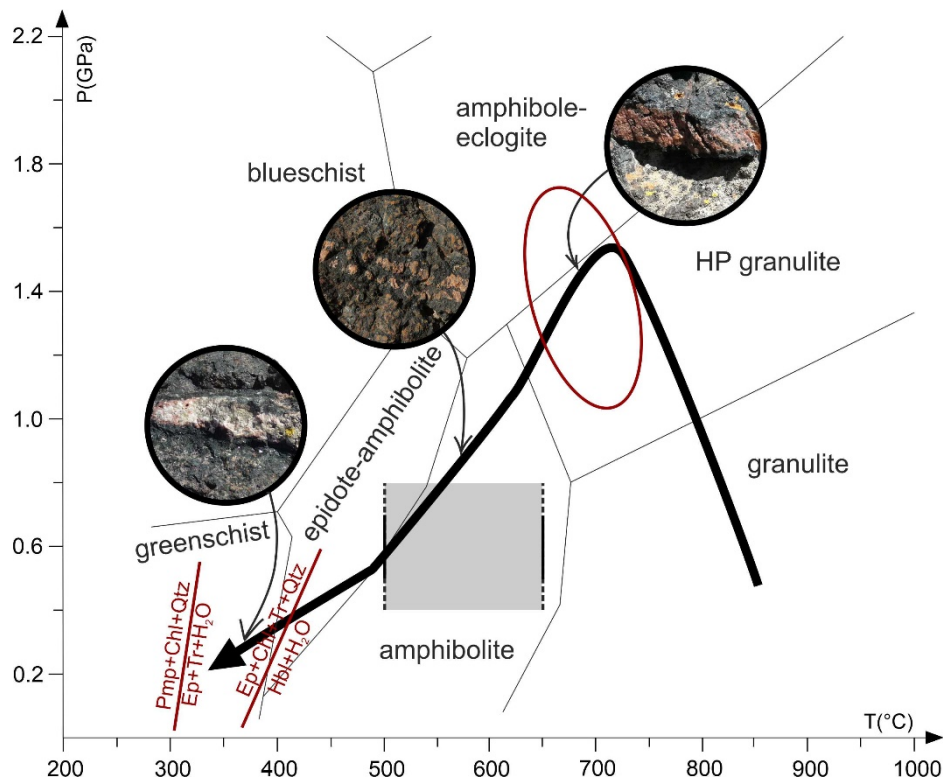 2.2
P(GPa)
1.8
1.4
1.0
0.6
0.2
amphibole-
eclogite
blueschist
HP granulite
epidote-amphibolite
granulite
greenschist
amphibolite
Pmp+Chl+Qtz
Ep+Tr+H₂O
Ep+Chl+Tr+Qtz
Hbl+H₂O
T(°C)
200 300 400 500 600 700 800 900 1000